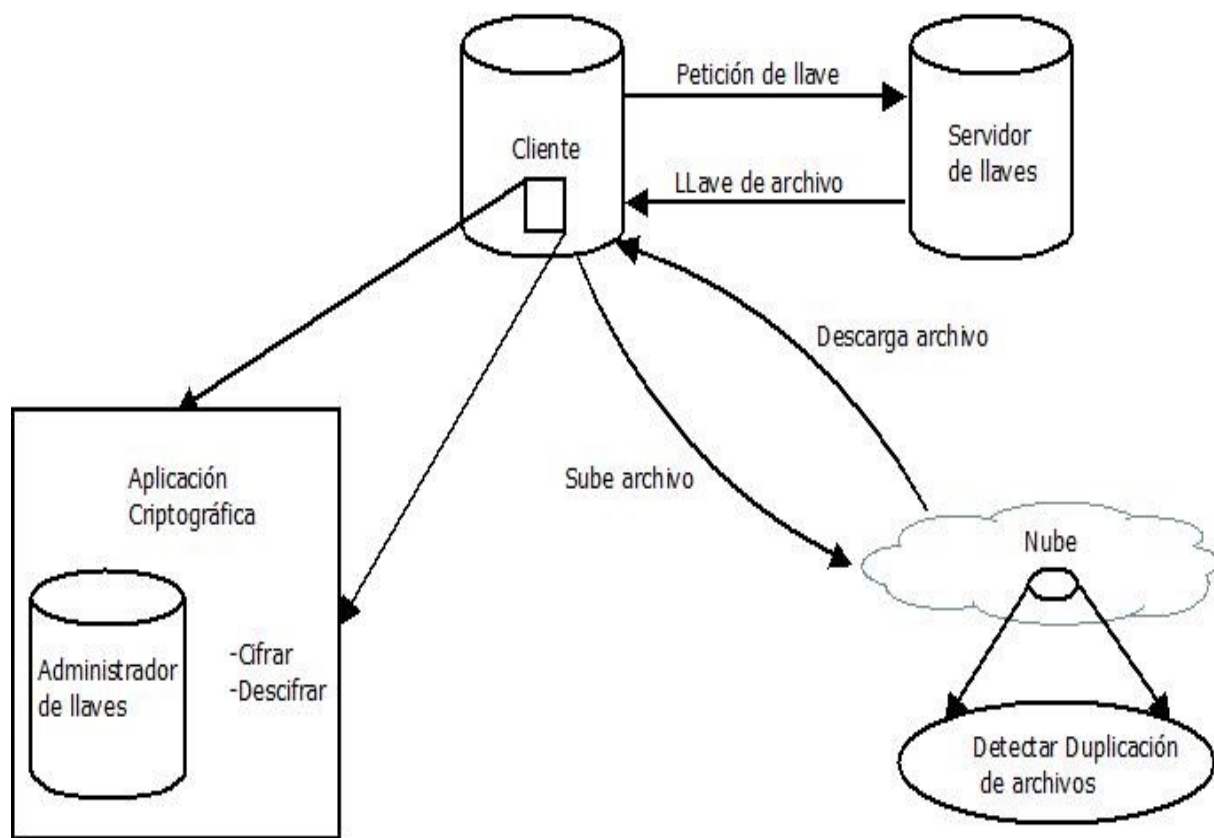 Petición de llave
Cliente
Servidor
de llaves
LLave de archivo
Descarga archivo
Sube archivo
Aplicación
Criptográfica
Nube
Administrador
de llaves
-Cifrar
-Descifrar
Detectar Duplicación
de archivos